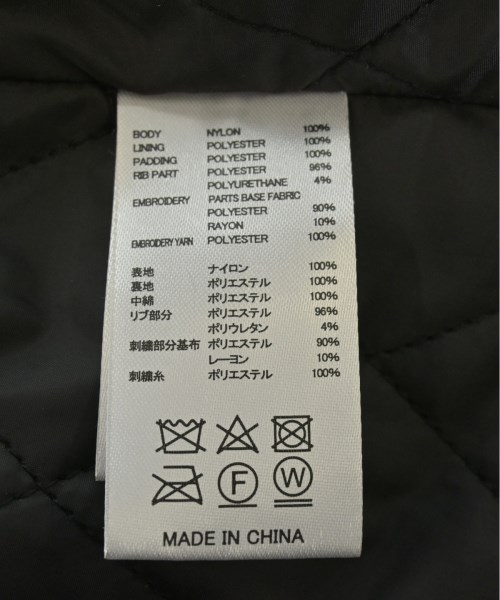 BODY NYLON 100%
LINING POLYESTER 100%
PADDING POLYESTER 100%
RIB PART POLYESTER 96%
POLYURETHANE 4%
EMBROIDERY PARTS BASE FABRIC
POLYESTER 90%
RAYON 10%
EMBROIDERY YARN POLYESTER 100%
表地 ナイロン 100%
裏地 ポリエステル 100%
中綿 ポリエステル 100%
リブ部分 ポリエステル 96%
ポリウレタン 4%
刺繍部分基布 ポリエステル 90%
レーヨン 10%
刺繍糸 ポリエステル 100%
F W
MADE IN CHINA